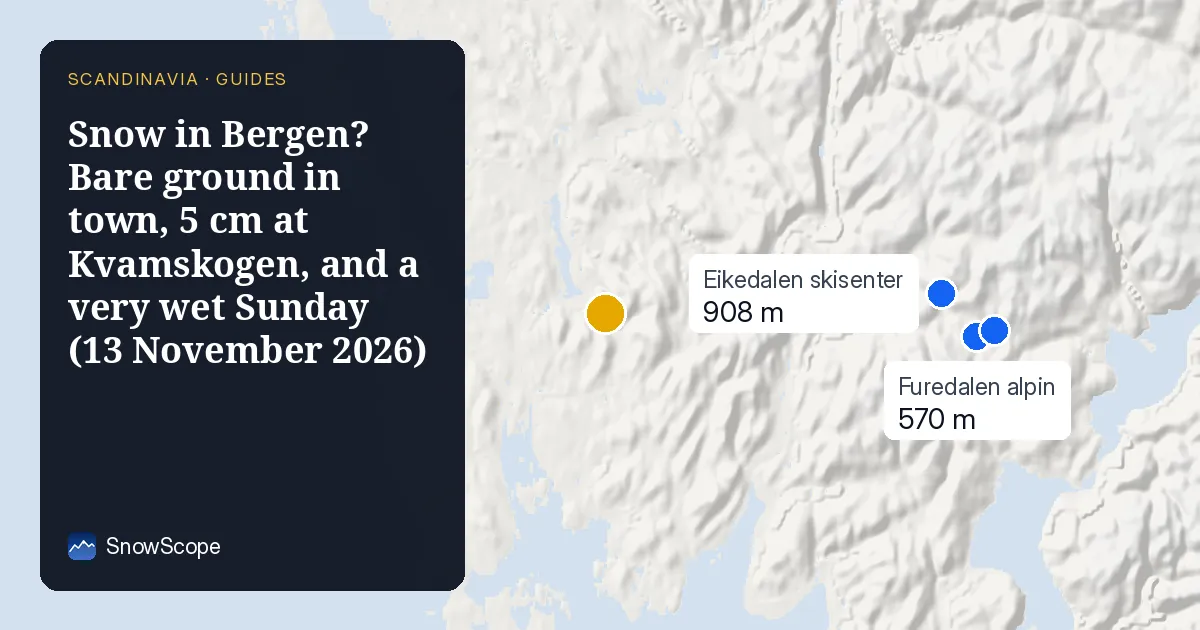 SCANDINAVIA · GUIDES
Snow in Bergen?
Bare ground in
town, 5 cm at
Kvamskogen, and a
very wet Sunday
(13 November 2026)
SnowScope
Eikedalen skisenter
908 m
Furedalen alpin
570 m